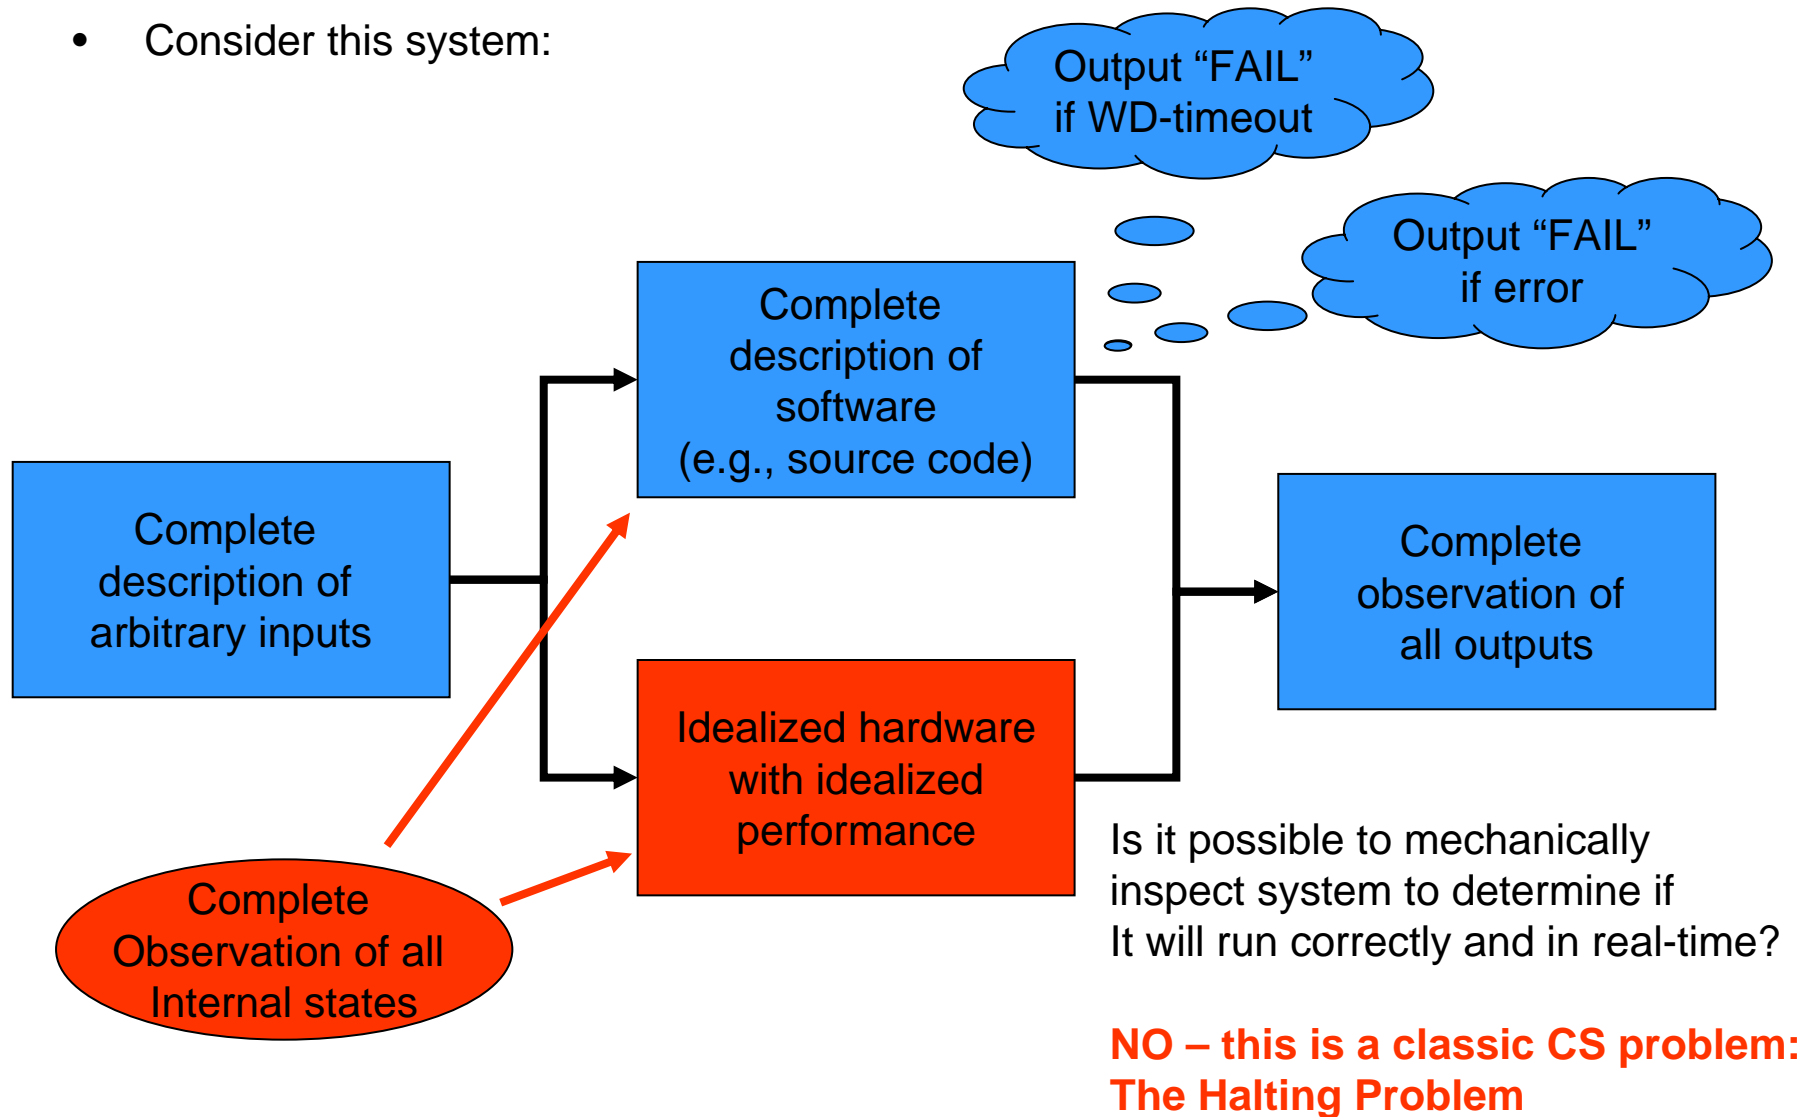 • Consider this system:
Output “FAIL”
if WD-timeout
Output “FAIL”
if error
Complete
description of
software
(e.g., source code)
Complete
description of
arbitrary inputs
Complete
observation of
all outputs
Idealized hardware
with idealized
performance
Complete
Observation of all
Internal states
Is it possible to mechanically
inspect system to determine if
It will run correctly and in real-time?
NO – this is a classic CS problem:
The Halting Problem